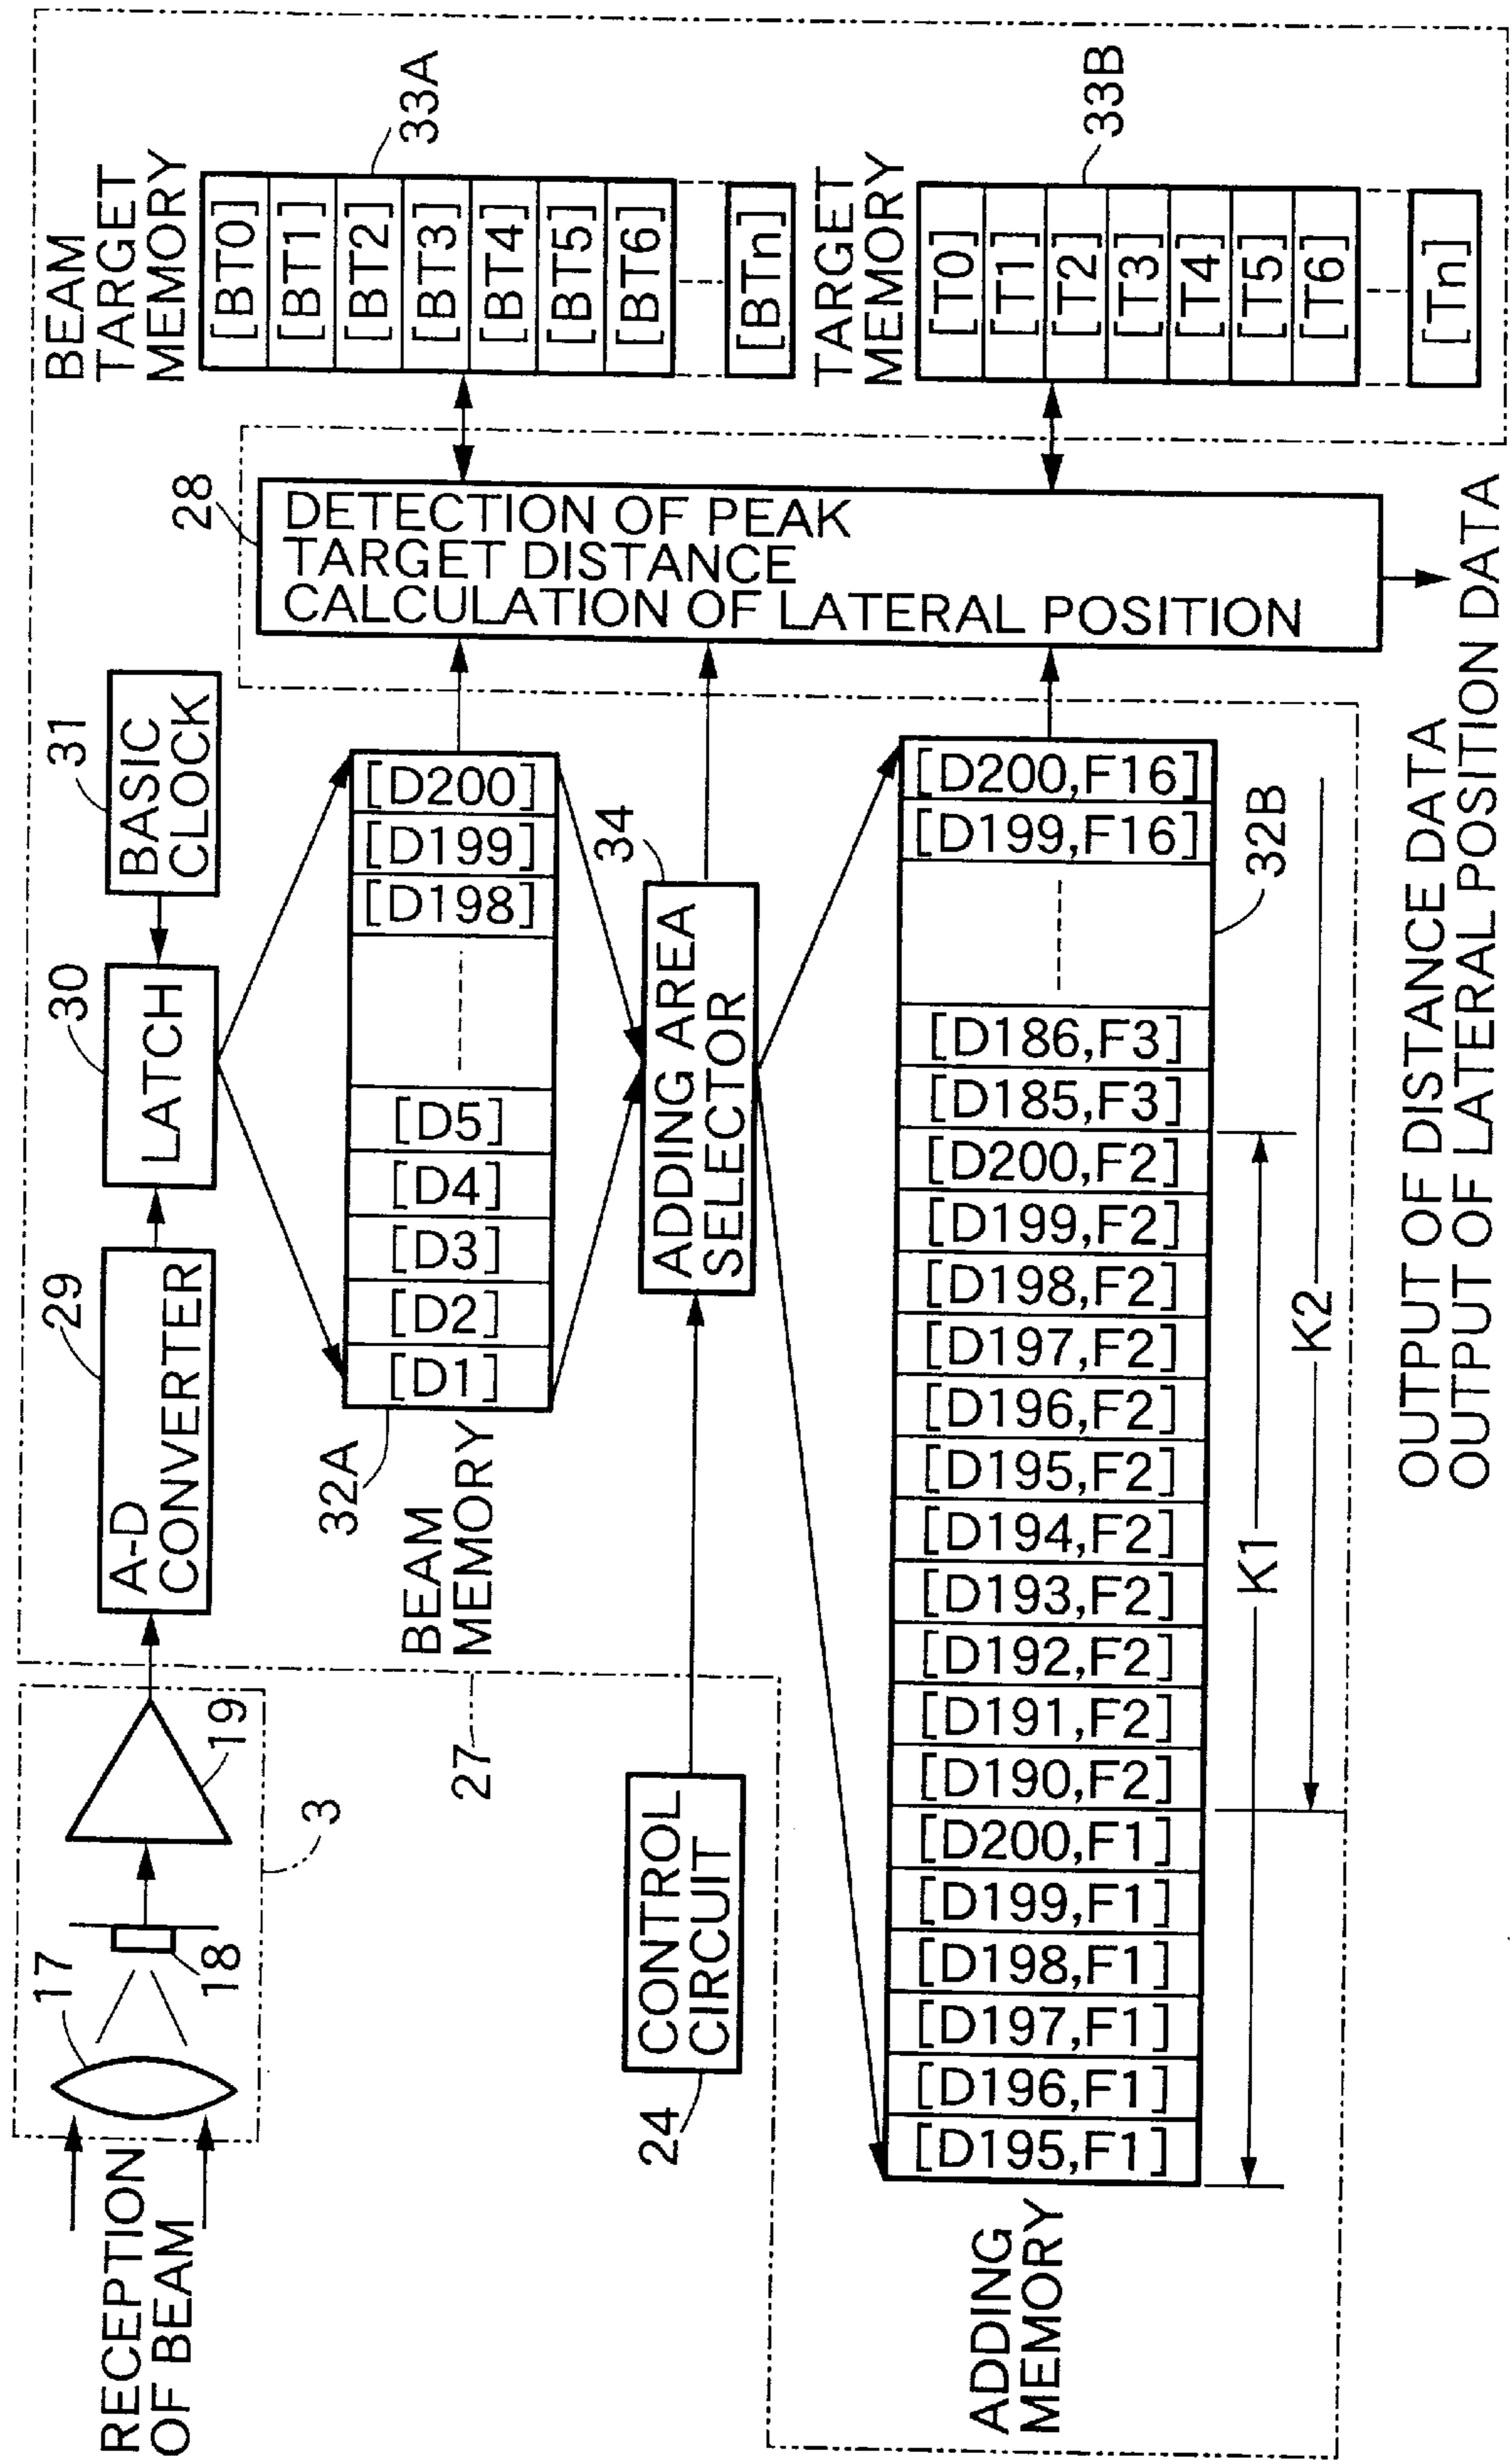 RECEPTION
OF BEAM
17
18
19
3
A-D
CONVERTER
29
LATCH
30
BASIC
CLOCK
31
BEAM
MEMORY
32A
[D1]
[D2]
[D3]
[D4]
[D5]
[D198]
[D199]
[D200]
27
CONTROL
CIRCUIT
24
ADDING AREA
SELECTOR
34
ADDING
MEMORY
[D195,F1]
[D196,F1]
[D197,F1]
[D198,F1]
[D199,F1]
[D200,F1]
[D190,F2]
[D191,F2]
[D192,F2]
[D193,F2]
[D194,F2]
[D195,F2]
[D196,F2]
[D197,F2]
[D198,F2]
[D199,F2]
[D200,F2]
[D185,F3]
[D186,F3]
[D199,F16]
[D200,F16]
32B
K1
K2
28
DETECTION OF PEAK
TARGET DISTANCE
CALCULATION OF LATERAL POSITION
BEAM
TARGET
MEMORY
[BT0]
[BT1]
[BT2]
[BT3]
[BT4]
[BT5]
[BT6]
[BTn]
33A
TARGET
MEMORY
[T0]
[T1]
[T2]
[T3]
[T4]
[T5]
[T6]
[Tn]
33B
OUTPUT OF DISTANCE DATA
OUTPUT OF LATERAL POSITION DATA